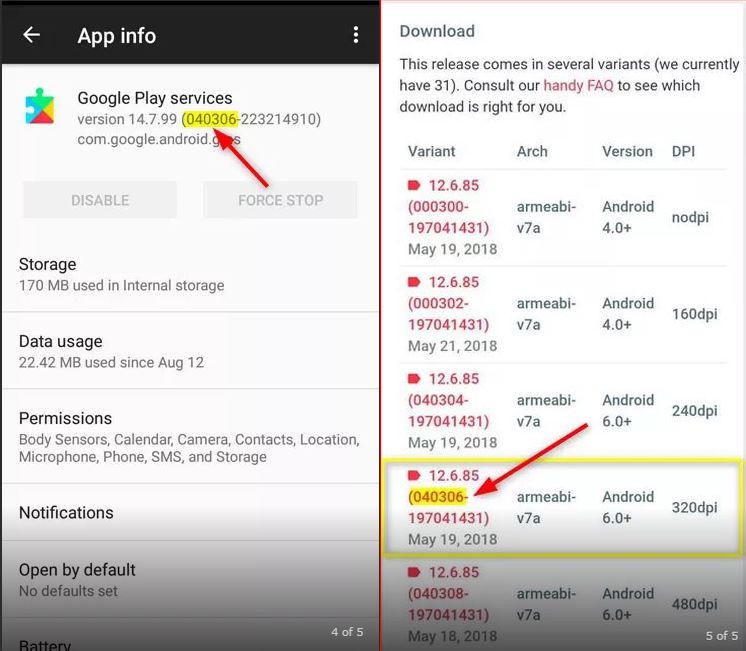 App info
Google Play services
version 14.7.99 (040306-223214910)
com.google.android.g s
DISABLE
FORCE STOP
Storage
170 MB used in Internal storage
Data usage
22.42 MB used since Aug 12
Permissions
Body Sensors, Calendar, Camera, Contacts, Location,
Microphone, Phone, SMS, and Storage
Notifications
Open by default
No defaults set
Battery
4 of 5
Download
This release comes in several variants (we currently
have 31). Consult our handy FAQ to see which
download is right for you.
Variant Arch Version DPI
12.6.85
(000300-
197041431)
May 19, 2018
armeabi-
v7a
Android
4.0+
nodpi
12.6.85
(000302-
197041431)
May 21, 2018
armeabi-
v7a
Android
4.0+
160dpi
12.6.85
(040304-
197041431)
May 19, 2018
armeabi-
v7a
Android
6.0+
240dpi
12.6.85
(040306-
197041431)
May 19, 2018
armeabi-
v7a
Android
6.0+
320dpi
12.6.85
(040308-
197041431)
May 18, 2018
armeabi-
v7a
Android
6.0+
480dpi
5 of 5